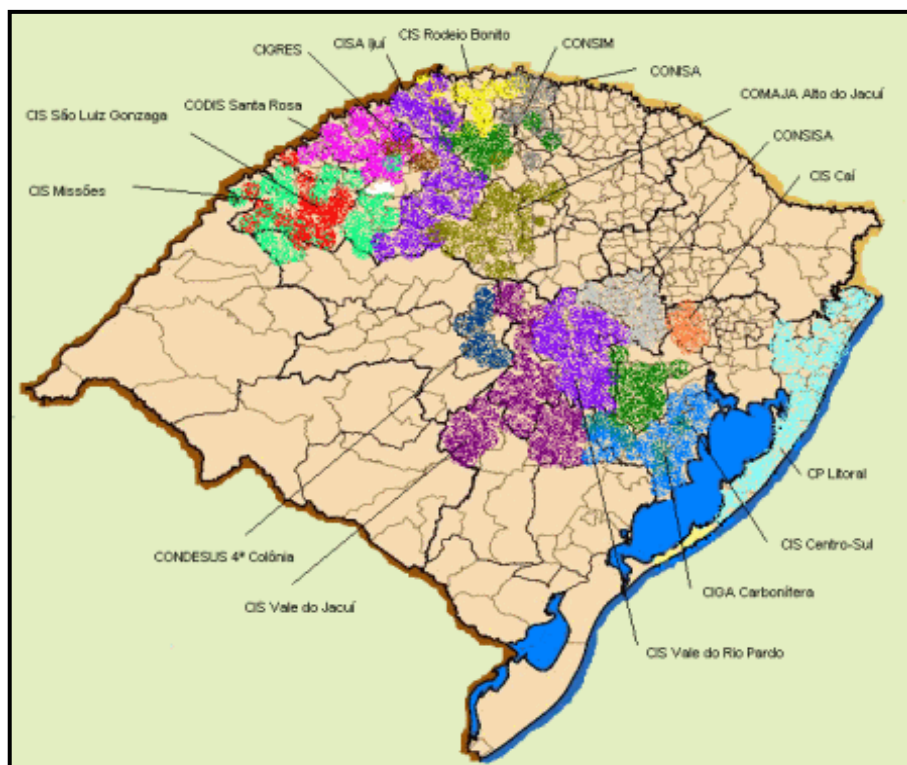 CIS Rodeio Bonito
CISA Ijuí
CONSIM
CIGRES
CONISA
CODIS Santa Rosa
COMAJA Alto do Jacuí
CIS São Luiz Gonzaga
CONSISA
CIS Missões
CIS Caí
CP Litoral
CIS Centro-Sul
CONDESUS 4ª Colônia
CIGA Carbonífera
CIS Vale do Jacuí
CIS Vale do Rio Pardo